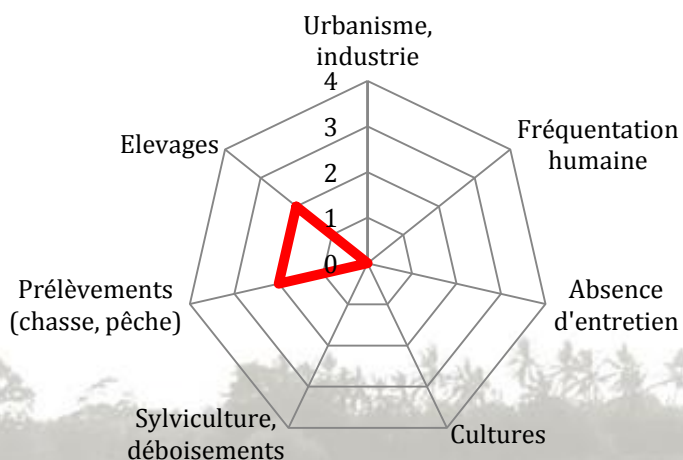 Urbanisme,
industrie
4
3
2
1
0
Fréquentation
humaine
Absence
d'entretien
Cultures
Sylviculture,
déboisements
Prélèvements
(chasse, pêche)
Elevages